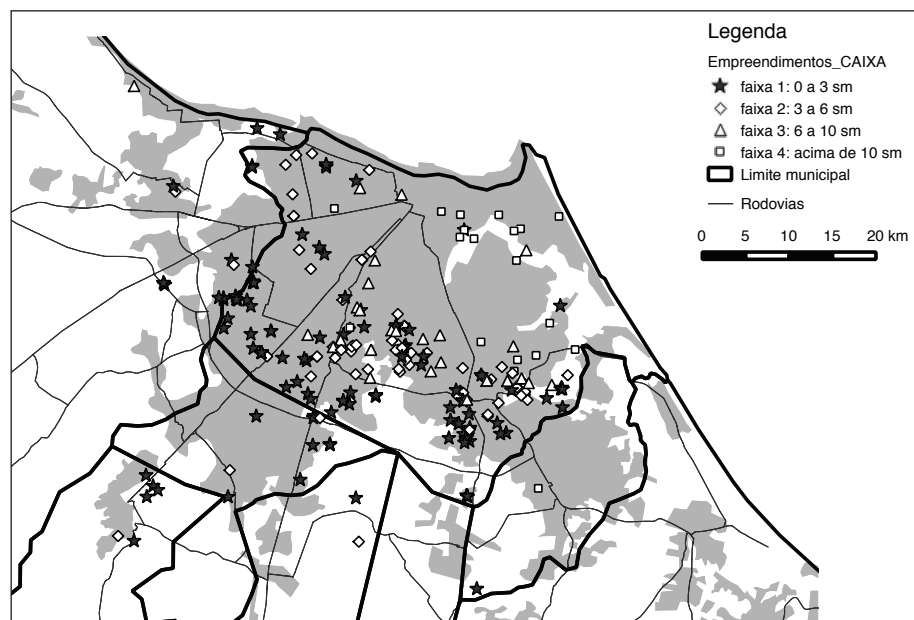 Legenda
Empreendimentos_CAIXA
faixa 1: 0 a 3 sm
faixa 2: 3 a 6 sm
faixa 3: 6 a 10 sm
faixa 4: acima de 10 sm
Limite municipal
Rodovias
0 5 10 15 20 km